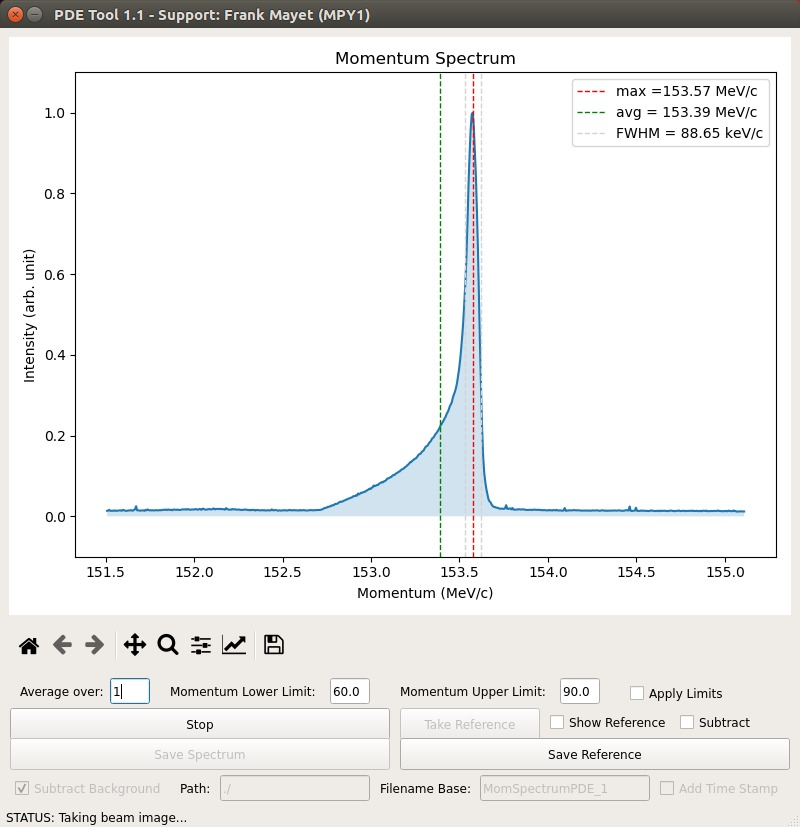 PDE Tool 1.1 - Support: Frank Mayet (MPY1)
Momentum Spectrum
max =153.57 MeV/c
avg = 153.39 MeV/c
FWHM = 88.65 keV/c
Intensity (arb. unit)
1.0
0.8
0.6
0.4
0.2
0.0
151.5 152.0 152.5 153.0 153.5 154.0 154.5 155.0
Momentum (MeV/c)
Average over: 1 Momentum Lower Limit: 60.0 Momentum Upper Limit: 90.0 Apply Limits
Stop Take Reference Show Reference Subtract
Save Spectrum Save Reference
Subtract Background Path: ./ Filename Base: MomSpectrumPDE_1 Add Time Stamp
STATUS: Taking beam image...